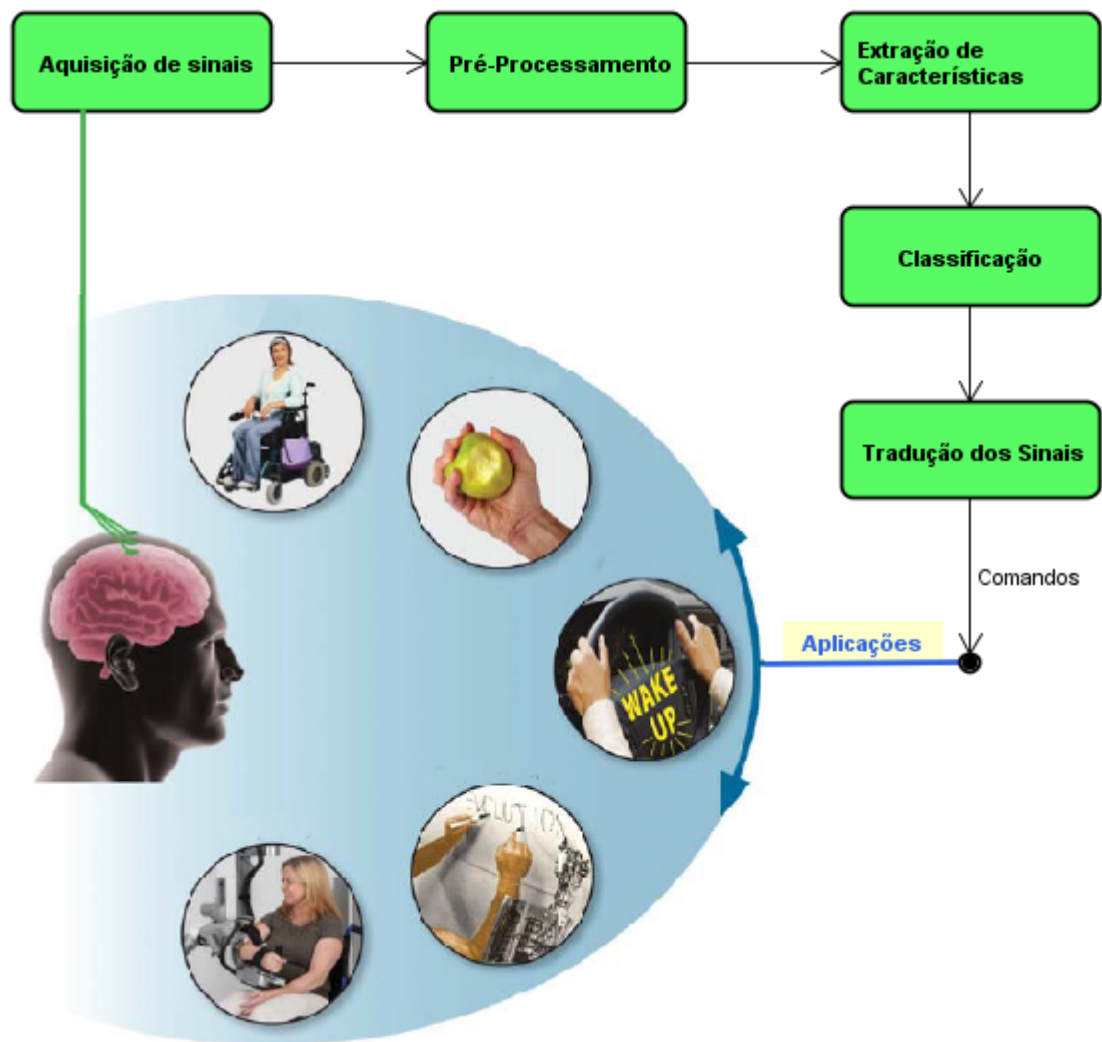 Aquisição de sinais
Pré-Processamento
Extração de
Características
Classificação
Tradução dos Sinais
Comandos
Aplicações
WAKE
UP